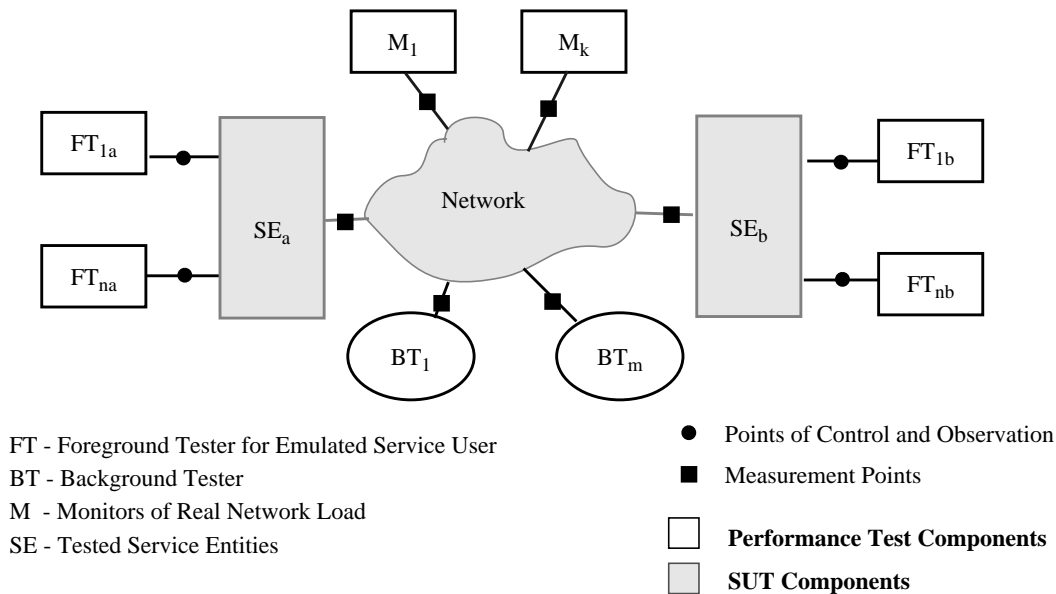 M1
Mk
FT1a
FT1b
Network
SEa
SEb
FTna
FTnb
BT1
BTm
FT - Foreground Tester for Emulated Service User
BT - Background Tester
M - Monitors of Real Network Load
SE - Tested Service Entities
Points of Control and Observation
Measurement Points
Performance Test Components
SUT Components